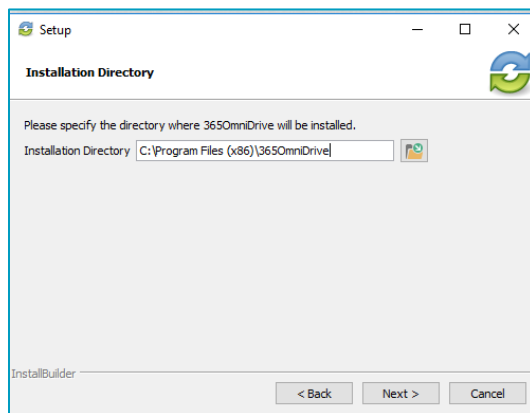 Setup
Installation Directory
Please specify the directory where 365OmniDrive will be installed.
Installation Directory C:\Program Files (x86)\365OmniDrive
InstallBuilder
< Back Next > Cancel